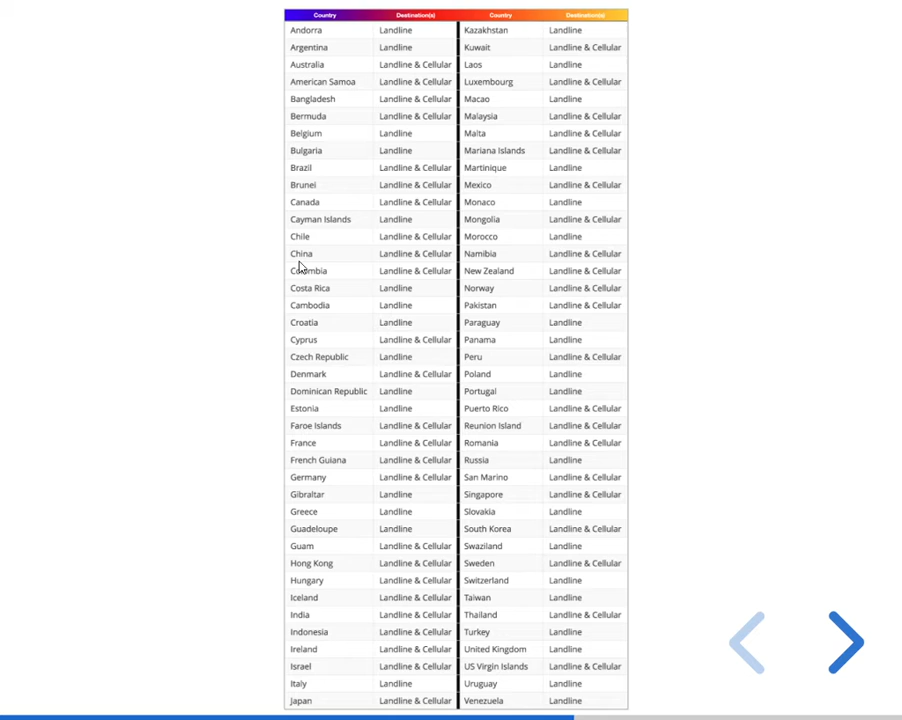 Country Destination(s) Country Destination(s)
Andorra Landline Kazakhstan Landline
Argentina Landline Kuwait Landline & Cellular
Australia Landline & Cellular Laos Landline
American Samoa Landline & Cellular Luxembourg Landline & Cellular
Bangladesh Landline & Cellular Macao Landline
Bermuda Landline & Cellular Malaysia Landline & Cellular
Belgium Landline Malta Landline & Cellular
Bulgaria Landline Mariana Islands Landline & Cellular
Brazil Landline & Cellular Martinique Landline
Brunei Landline & Cellular Mexico Landline & Cellular
Canada Landline & Cellular Monaco Landline
Cayman Islands Landline Mongolia Landline & Cellular
Chile Landline & Cellular Morocco Landline
China Landline & Cellular Namibia Landline & Cellular
Colombia Landline & Cellular New Zealand Landline & Cellular
Costa Rica Landline Norway Landline & Cellular
Cambodia Landline Pakistan Landline & Cellular
Croatia Landline Paraguay Landline
Cyprus Landline & Cellular Panama Landline
Czech Republic Landline Peru Landline & Cellular
Denmark Landline & Cellular Poland Landline
Dominican Republic Landline Portugal Landline
Estonia Landline Puerto Rico Landline & Cellular
Faroe Islands Landline & Cellular Reunion Island Landline & Cellular
France Landline & Cellular Romania Landline & Cellular
French Guiana Landline & Cellular Russia Landline
Germany Landline & Cellular San Marino Landline & Cellular
Gibraltar Landline Singapore Landline & Cellular
Greece Landline Slovakia Landline
Guadeloupe Landline South Korea Landline & Cellular
Guam Landline & Cellular Swaziland Landline
Hong Kong Landline & Cellular Sweden Landline & Cellular
Hungary Landline & Cellular Switzerland Landline
Iceland Landline & Cellular Taiwan Landline
India Landline & Cellular Thailand Landline & Cellular
Indonesia Landline & Cellular Turkey Landline
Ireland Landline & Cellular United Kingdom Landline
Israel Landline & Cellular US Virgin Islands Landline & Cellular
Italy Landline Uruguay Landline
Japan Landline & Cellular Venezuela Landline